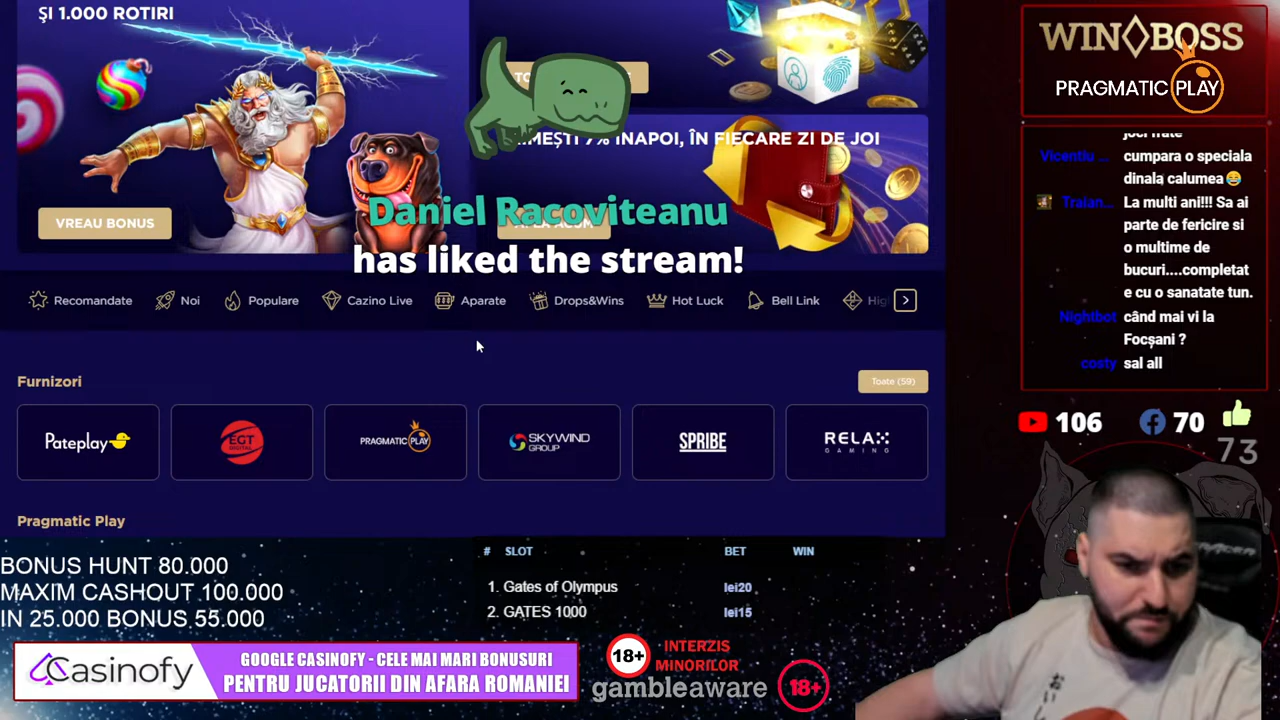 ȘI 1.000 ROTIRI
VREAU BONUS
7% ÎNAPOI, ÎN FIECARE ZI DE JOI
Daniel Racoviteanu
has liked the stream!
Recomandate
Noi
Populare
Cazino Live
Aparate
Drops&Wins
Hot Luck
Bell Link
Furnizori
Toate (59)
Pateplay
EGT
DIGITAL
PRAGMATIC PLAY
SKYWIND
GROUP
SPRIBE
RELAX
GAMING
Pragmatic Play
BONUS HUNT 80.000
MAXIM CASHOUT 100.000
IN 25.000 BONUS 55.000
# SLOT BET WIN
1. Gates of Olympus lei20
2. GATES 1000 lei15
Casinofy
GOOGLE CASINOFY - CELE MAI MARI BONUSURI
PENTRU JUCATORII DIN AFARA ROMANIEI
18+
INTERZIS
MINORILOR
gambleaware
18+
WIN BOSS
PRAGMATIC PLAY
joci frate
Vicentiu ... cumpara o speciala
dinala calumea😂
Traian... La multi ani!!! Sa ai
parte de fericire si
o multime de
bucuri....completat
e cu o sanatate tun.
Nightbot când mai vi la
Focșani ?
costy sal all
106
70
73